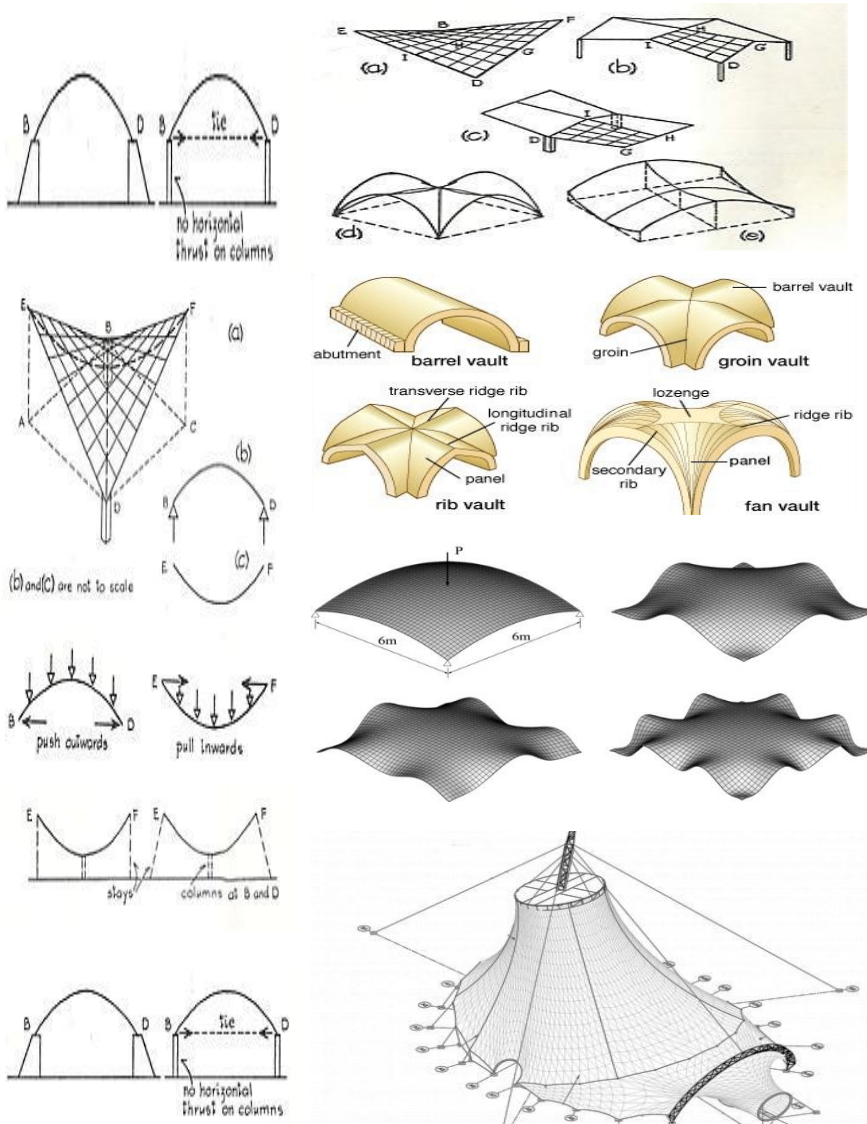 B
D
B
D
tie
no horizontal
thrust on columns
E
F
B
A
C
D
(a)
(b)
B
D
(c)
E
F
(b) and (c) are not to scale
B
D
push outwards
E
F
pull inwards
E
F
E
F
stays
columns at B and D
B
D
B
D
tie
no horizontal
thrust on columns
E
B
F
H
I
G
D
(a)
H
I
G
D
(b)
I
D
H
G
(c)
(d)
(e)
abutment
barrel vault
barrel vault
groin
groin vault
transverse ridge rib
longitudinal
ridge rib
panel
rib vault
lozenge
ridge rib
secondary
rib
panel
fan vault
P
6m
6m